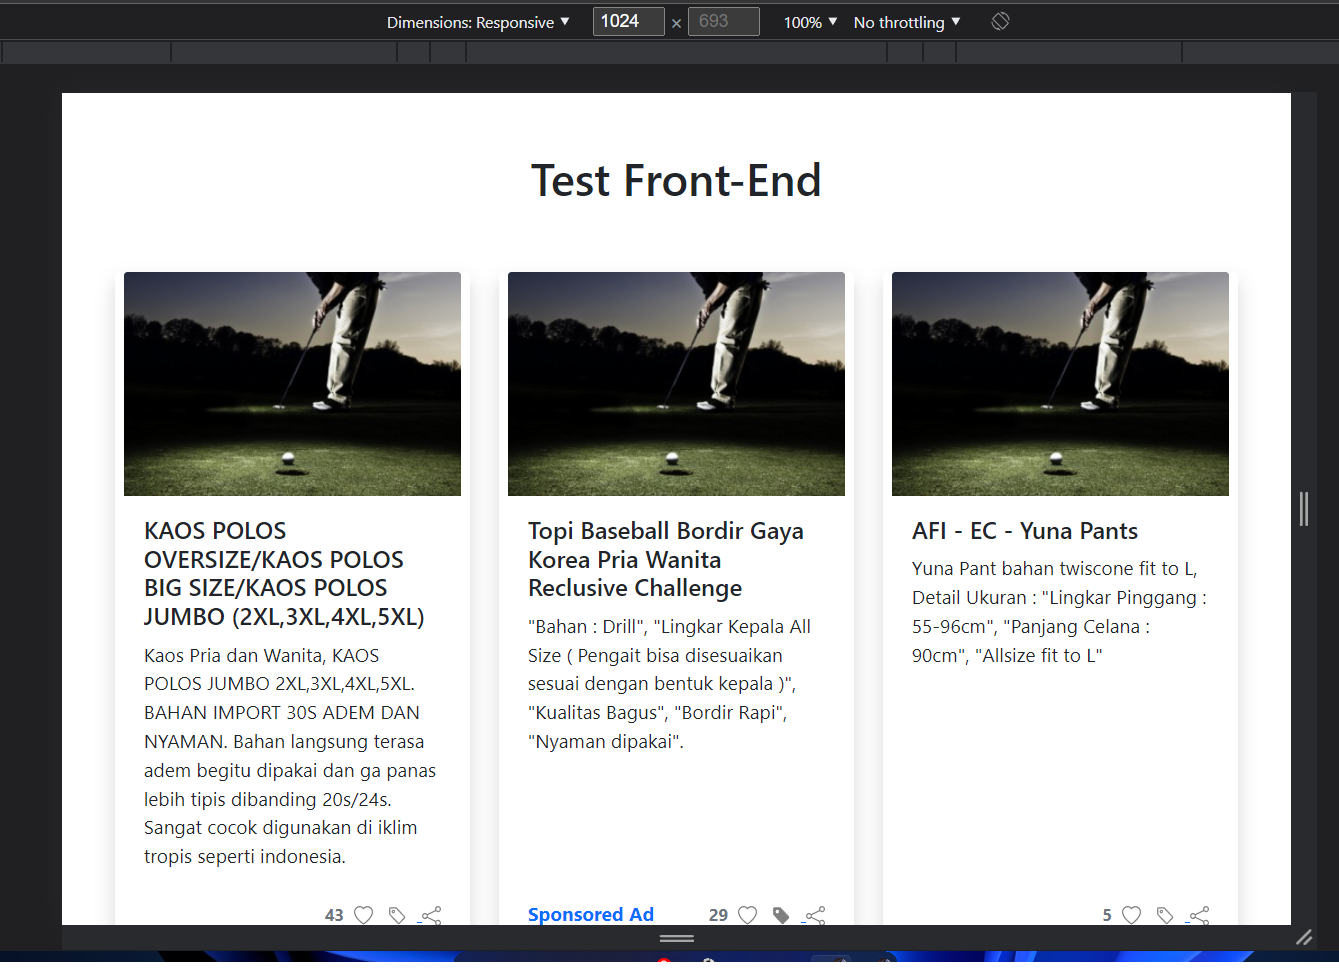 Dimensions: Responsive ▼ 1024 × 693 100% ▼ No throttling ▼
Test Front-End
KAOS POLOS
OVERSIZE/KAOS POLOS
BIG SIZE/KAOS POLOS
JUMBO (2XL,3XL,4XL,5XL)
Kaos Pria dan Wanita, KAOS
POLOS JUMBO 2XL,3XL,4XL,5XL.
BAHAN IMPORT 30S ADEM DAN
NYAMAN. Bahan langsung terasa
adem begitu dipakai dan ga panas
lebih tipis dibanding 20s/24s.
Sangat cocok digunakan di iklim
tropis seperti indonesia.
43
Topi Baseball Bordir Gaya
Korea Pria Wanita
Reclusive Challenge
"Bahan : Drill", "Lingkar Kepala All
Size ( Pengait bisa disesuaikan
sesuai dengan bentuk kepala )",
"Kualitas Bagus", "Bordir Rapi",
"Nyaman dipakai".
Sponsored Ad 29
AFI - EC - Yuna Pants
Yuna Pant bahan twiscone fit to L,
Detail Ukuran : "Lingkar Pinggang :
55-96cm", "Panjang Celana :
90cm", "Allsize fit to L"
5